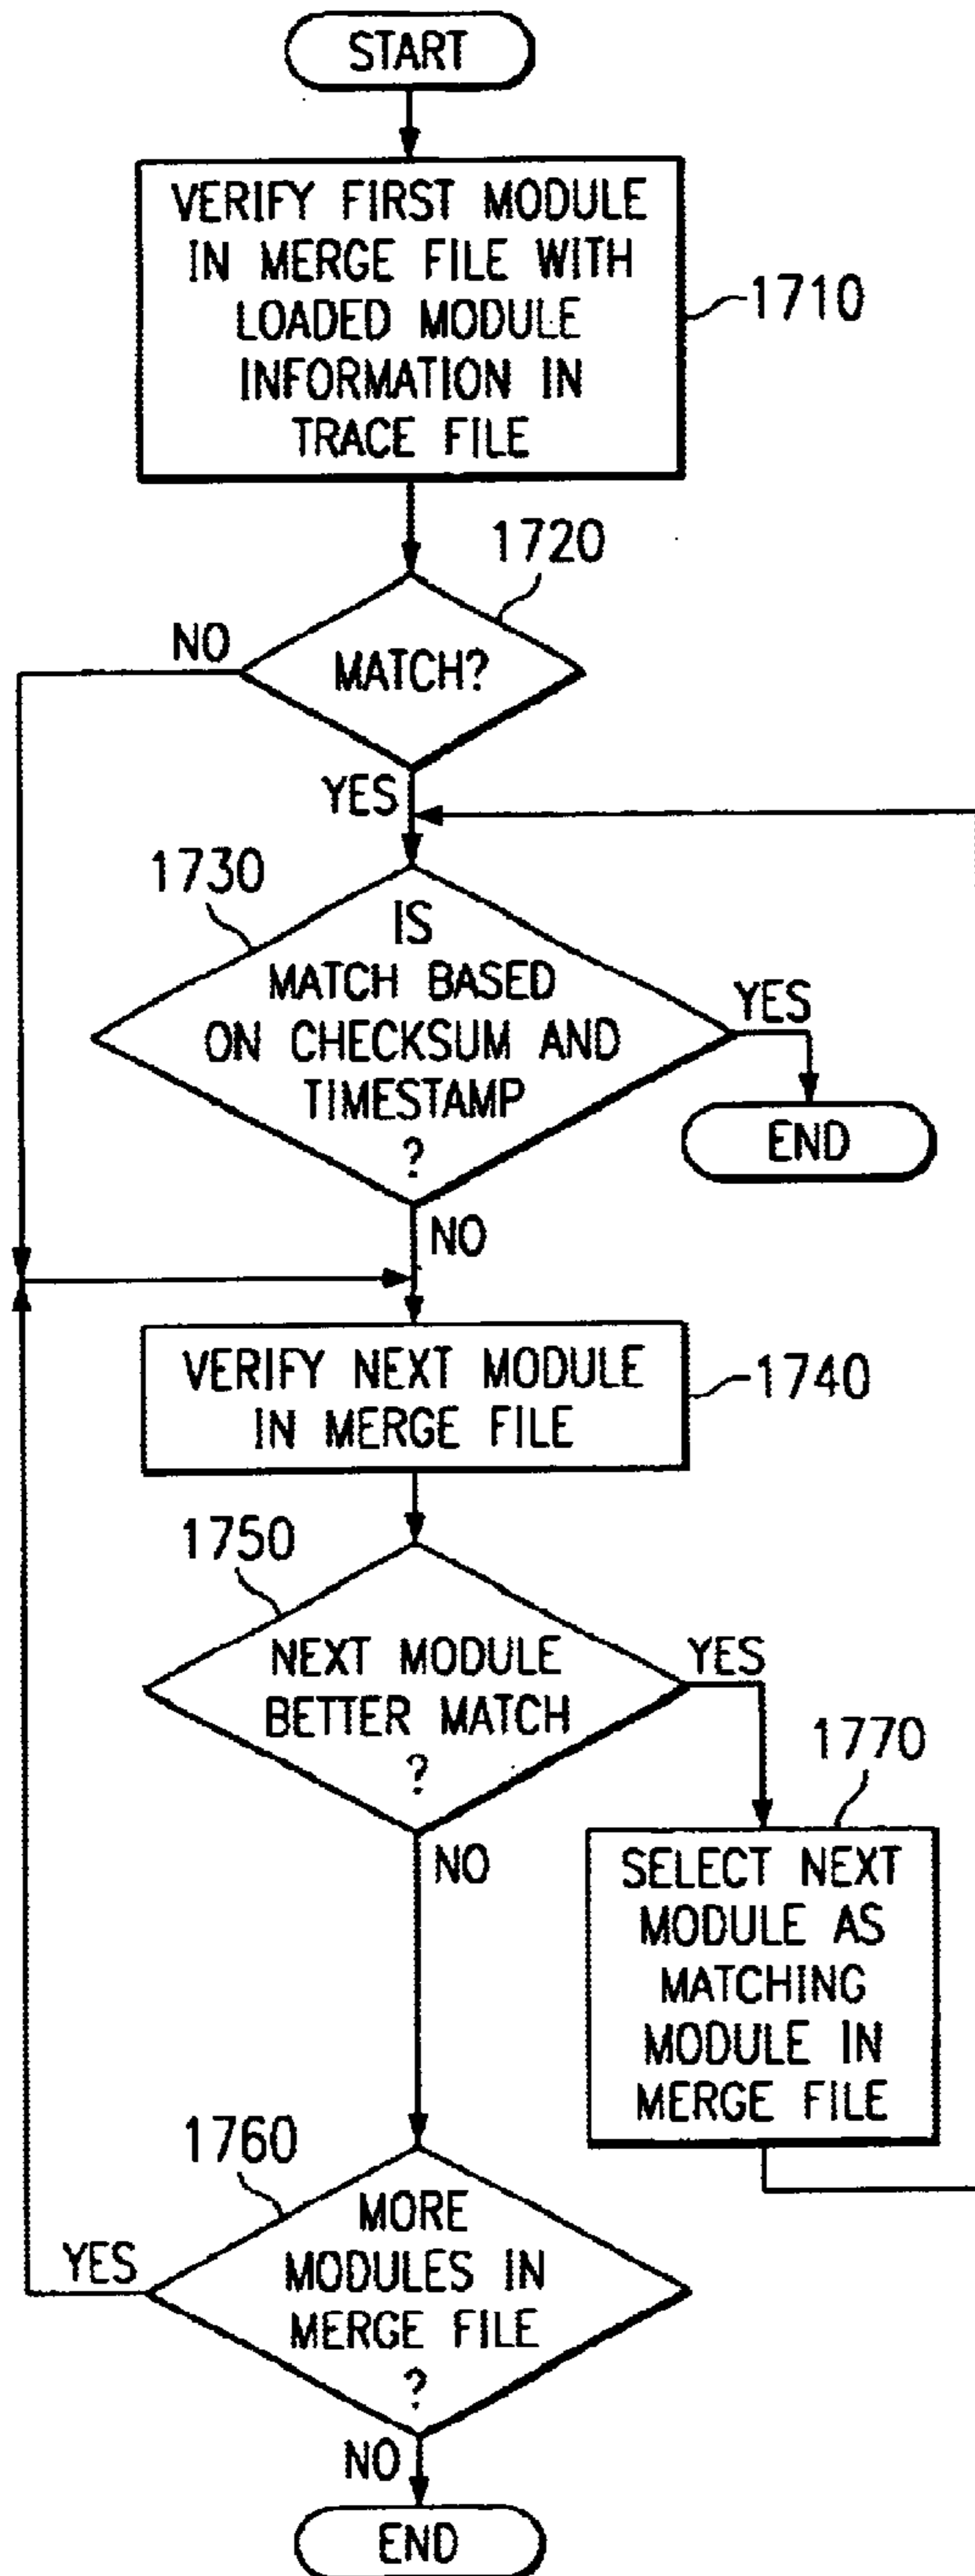 START
VERIFY FIRST MODULE
IN MERGE FILE WITH
LOADED MODULE
INFORMATION IN
TRACE FILE
1710
1720
NO
MATCH?
YES
1730
IS
MATCH BASED
ON CHECKSUM AND
TIMESTAMP
?
YES
END
NO
VERIFY NEXT MODULE
IN MERGE FILE
1740
1750
NEXT MODULE
BETTER MATCH
?
YES
1770
NO
SELECT NEXT
MODULE AS
MATCHING
MODULE IN
MERGE FILE
1760
YES
MORE
MODULES IN
MERGE FILE
?
NO
END